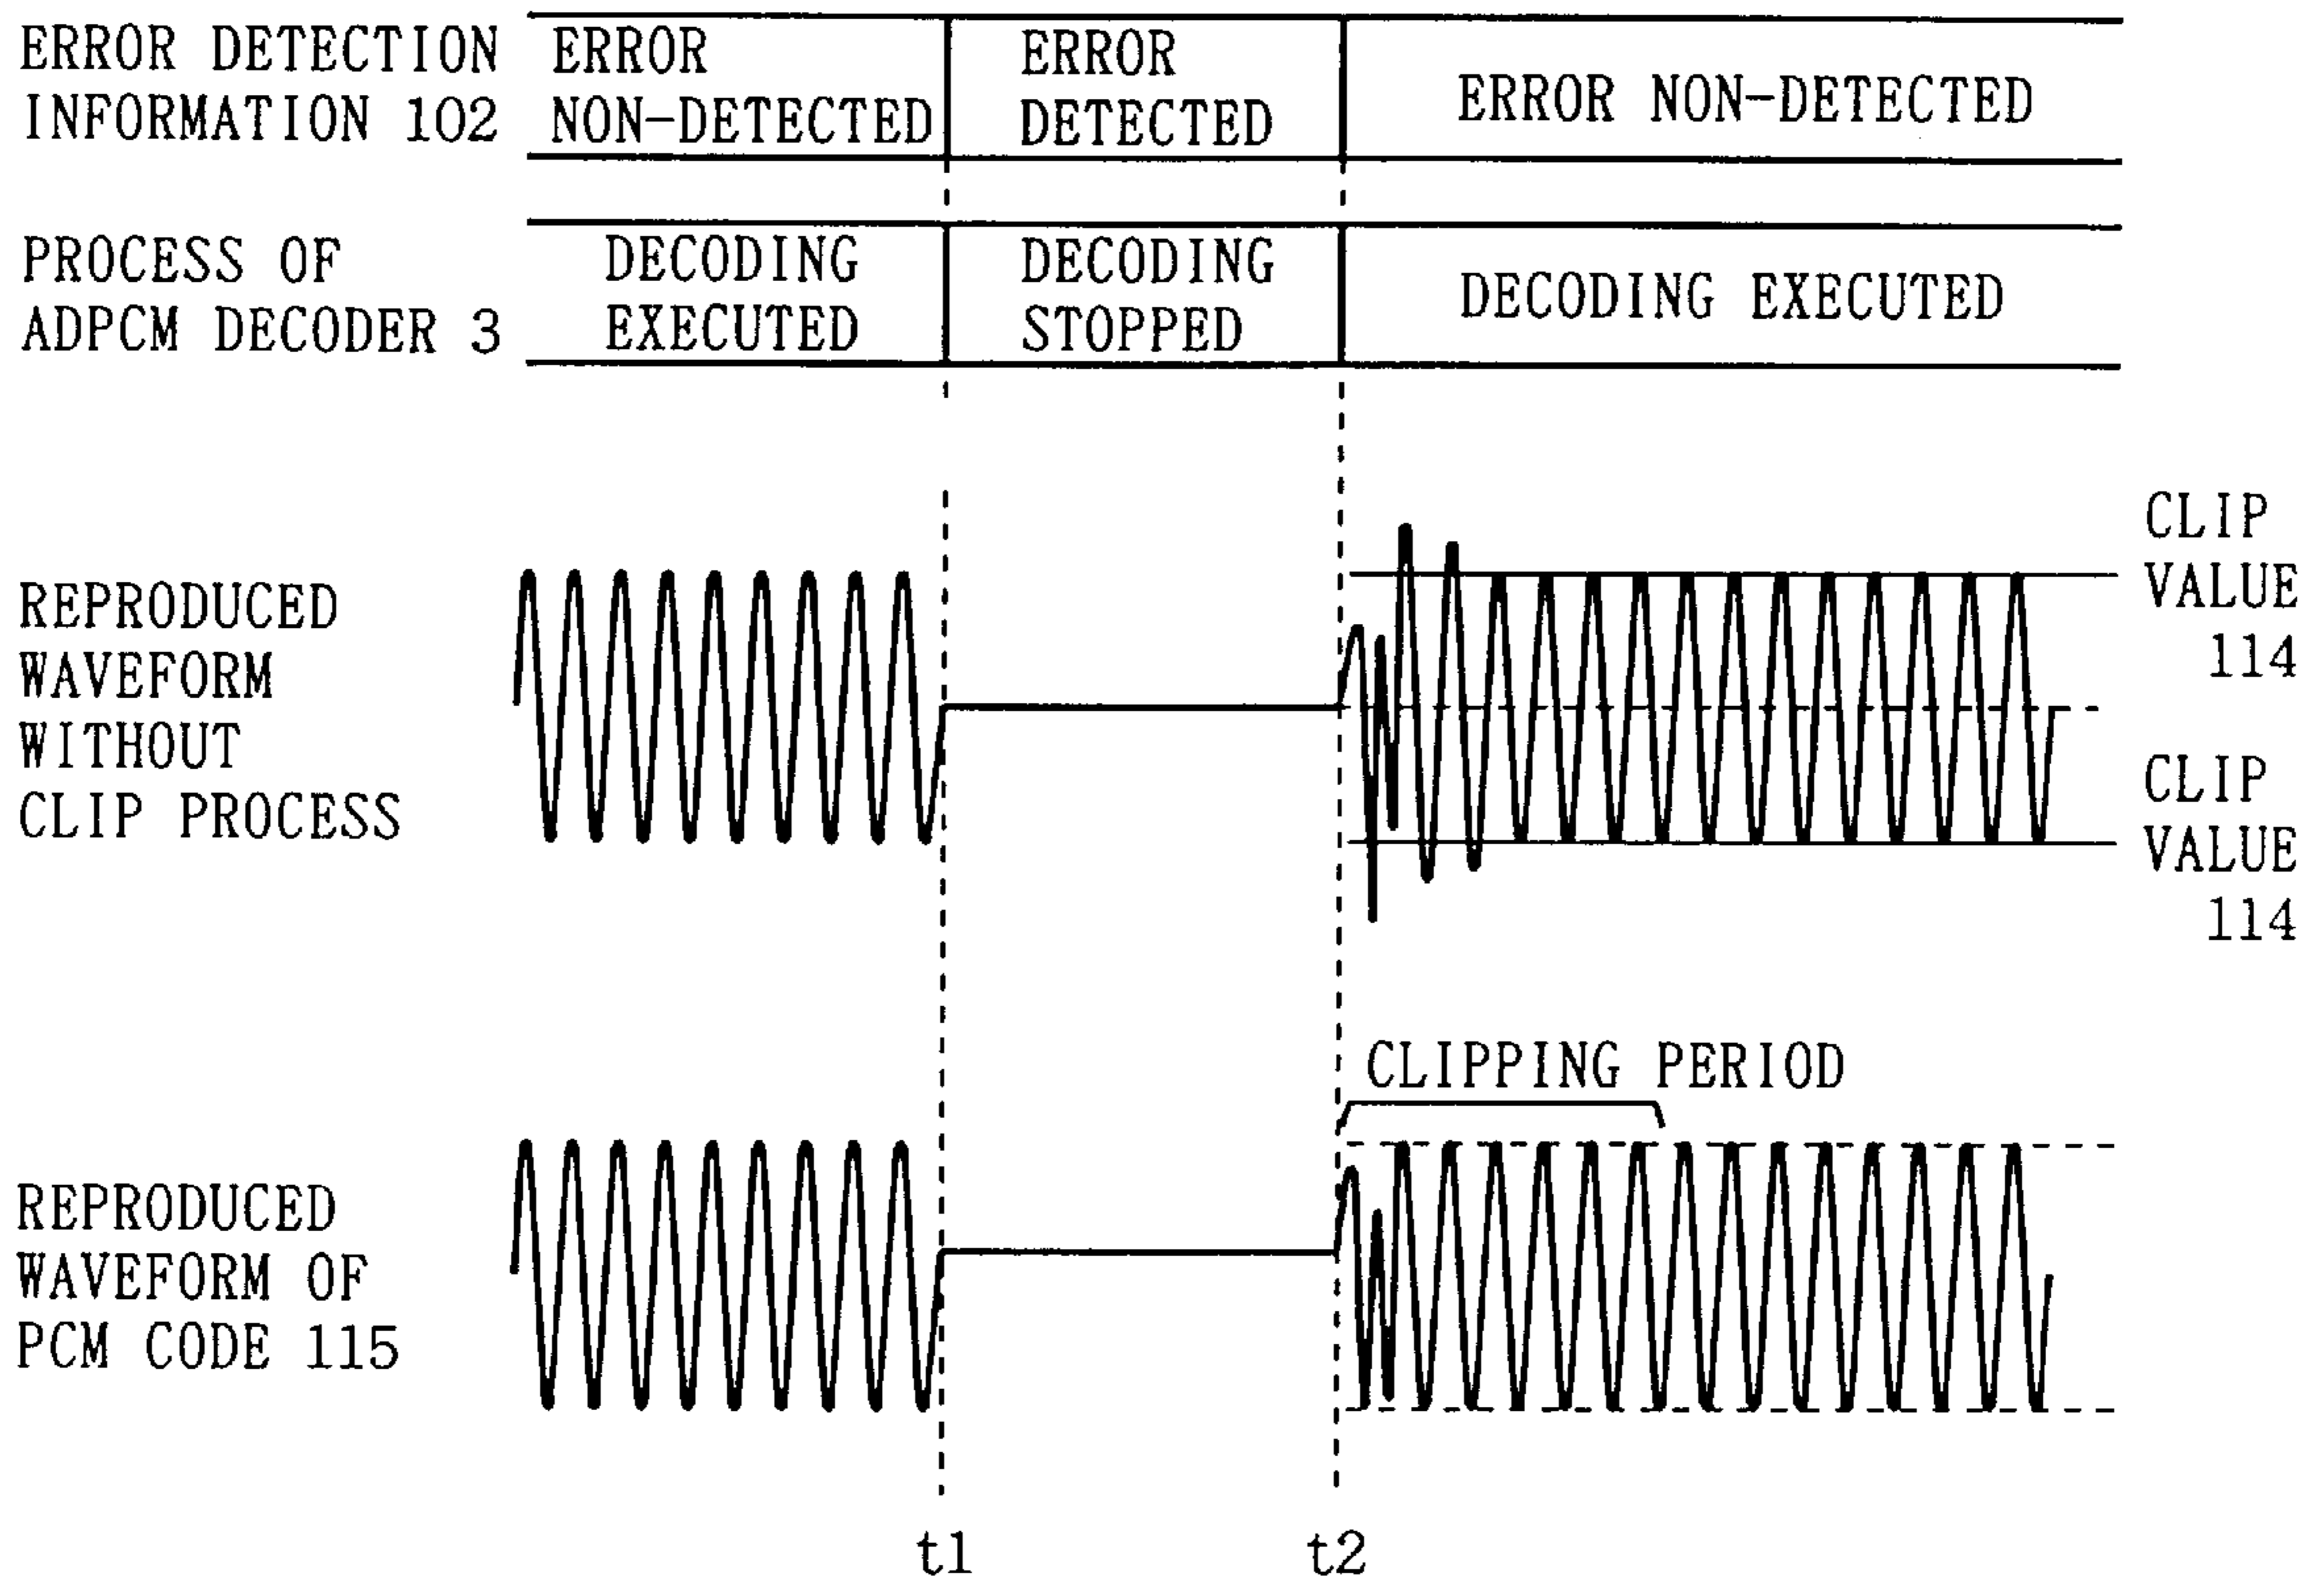 ERROR DETECTION
INFORMATION 102
ERROR
NON-DETECTED
ERROR
DETECTED
ERROR NON-DETECTED
PROCESS OF
ADPCM DECODER 3
DECODING
EXECUTED
DECODING
STOPPED
DECODING EXECUTED
REPRODUCED
WAVEFORM
WITHOUT
CLIP PROCESS
CLIP
VALUE
114
CLIP
VALUE
114
CLIPPING PERIOD
REPRODUCED
WAVEFORM OF
PCM CODE 115
t1
t2